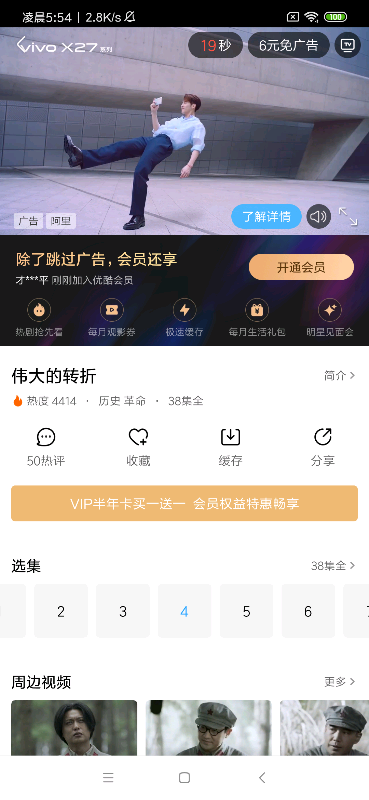 凌晨5:54 | 2.8K/s
100
vivo X27 系列
19秒
6元免广告
TV
广告
阿里
了解详情
除了跳过广告，会员还享
才***平 刚刚加入优酷会员
开通会员
热剧抢先看
每月观影券
极速缓存
每月生活礼包
明星见面会
伟大的转折
简介 >
热度 4414 · 历史 革命 · 38集全
50热评
收藏
缓存
分享
VIP半年卡买一送一 会员权益特惠畅享
选集
38集全 >
2
3
4
5
6
7
周边视频
更多 >